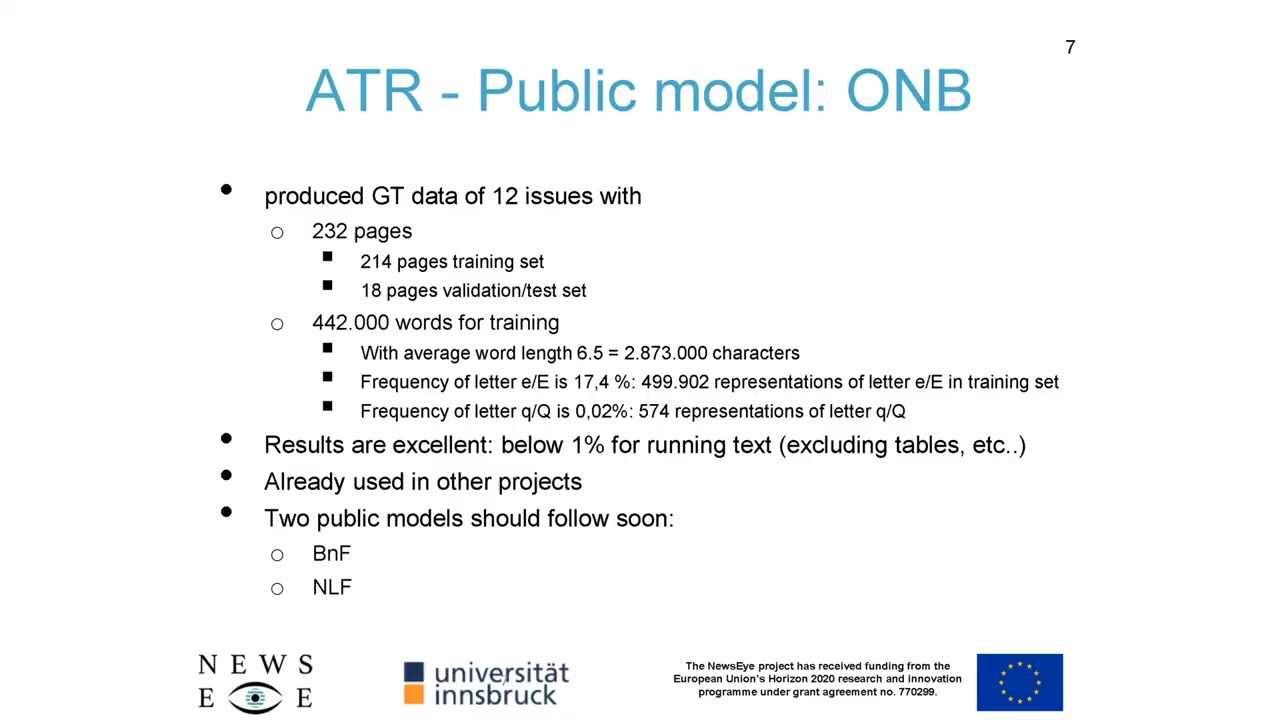 7
ATR - Public model: ONB
• produced GT data of 12 issues with
o 232 pages
▪ 214 pages training set
▪ 18 pages validation/test set
o 442.000 words for training
▪ With average word length 6.5 = 2.873.000 characters
▪ Frequency of letter e/E is 17,4 %: 499.902 representations of letter e/E in training set
▪ Frequency of letter q/Q is 0,02%: 574 representations of letter q/Q
• Results are excellent: below 1% for running text (excluding tables, etc..)
• Already used in other projects
• Two public models should follow soon:
o BnF
o NLF
NEWS
E E
universität
innsbruck
The NewsEye project has received funding from the
European Union's Horizon 2020 research and innovation
programme under grant agreement no. 770299.